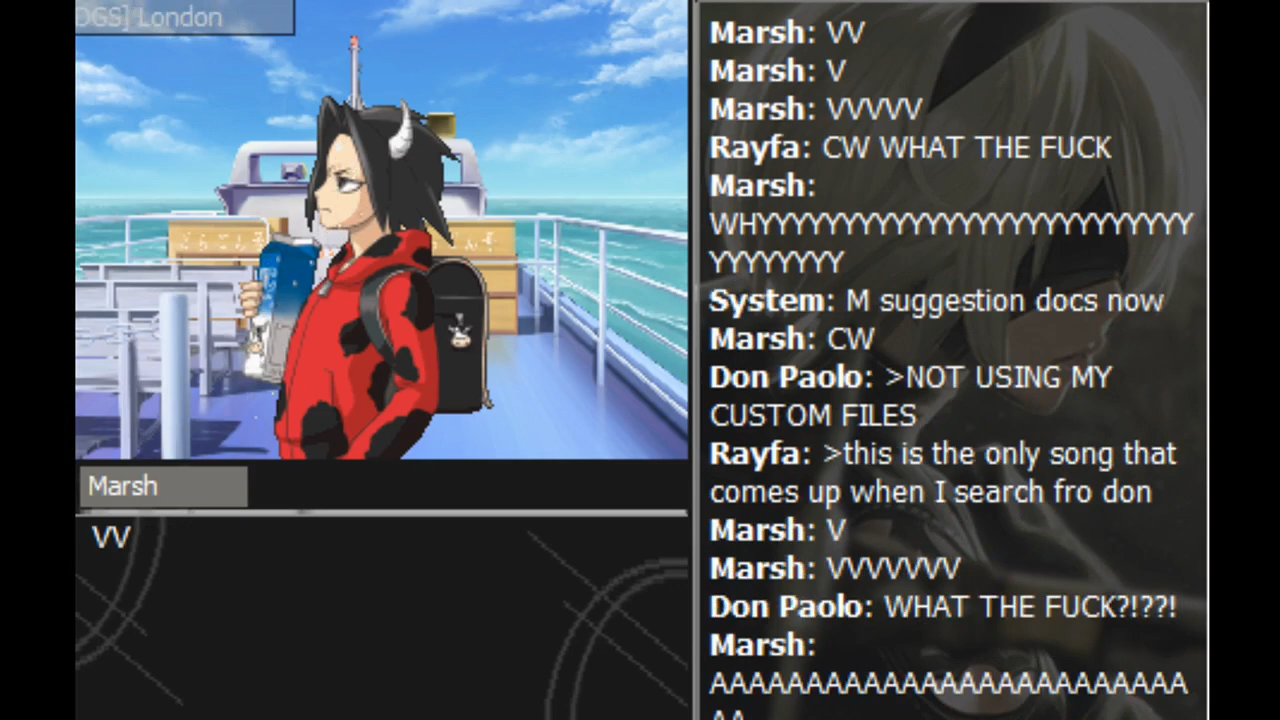 DGS] London
Marsh
VV
Marsh: VV
Marsh: V
Marsh: VVVVV
Rayfa: CW WHAT THE FUCK
Marsh:
WHYYYYYYYYYYYYYYYYYYYYYYYYYY
YYYYYYYY
System: M suggestion docs now
Marsh: CW
Don Paolo: >NOT USING MY
CUSTOM FILES
Rayfa: >this is the only song that
comes up when I search fro don
Marsh: V
Marsh: VVVVVVV
Don Paolo: WHAT THE FUCK?!??!
Marsh:
AAAAAAAAAAAAAAAAAAAAAAAAAA
AA